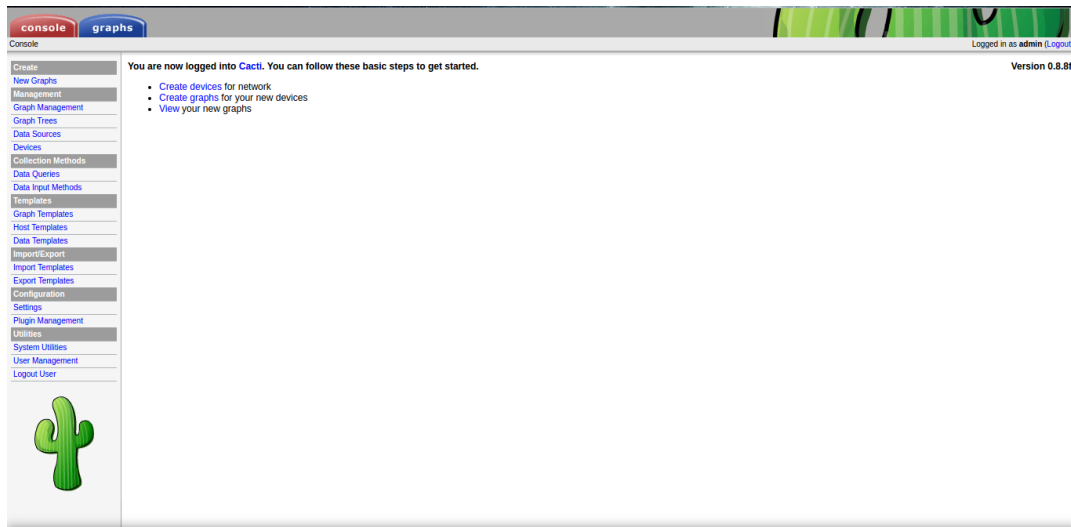 console graphs
Console
Logged in as admin (Logout
Create
New Graphs
Management
Graph Management
Graph Trees
Data Sources
Devices
Collection Methods
Data Queries
Data Input Methods
Templates
Graph Templates
Host Templates
Data Templates
Import/Export
Import Templates
Export Templates
Configuration
Settings
Plugin Management
Utilities
System Utilities
User Management
Logout User
You are now logged into Cacti. You can follow these basic steps to get started.
Version 0.8.8f
Create devices for network
Create graphs for your new devices
View your new graphs